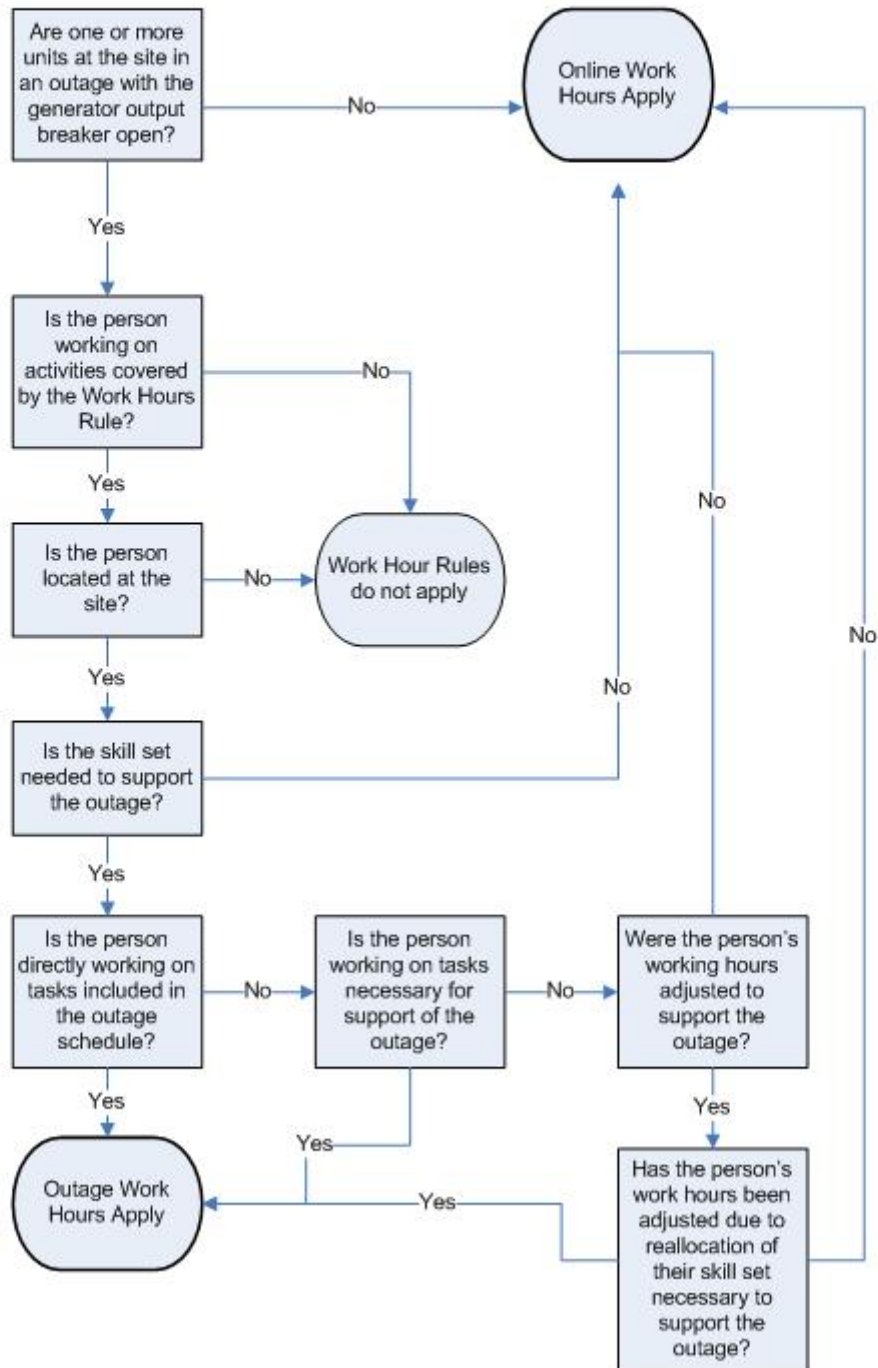 Are one or more
units at the site in
an outage with the
generator output
breaker open?
No
Online Work
Hours Apply
Yes
Is the person
working on
activities covered
by the Work Hours
Rule?
No
Yes
Is the person
located at the
site?
No
Work Hour Rules
do not apply
No
No
Yes
No
Is the skill set
needed to support
the outage?
Yes
Is the person
directly working on
tasks included in
the outage
schedule?
No
Is the person
working on tasks
necessary for
support of the
outage?
No
Were the person's
working hours
adjusted to
support the
outage?
Yes
Yes
Yes
Outage Work
Hours Apply
Yes
Has the person's
work hours been
adjusted due to
reallocation of
their skill set
necessary to
support the
outage?